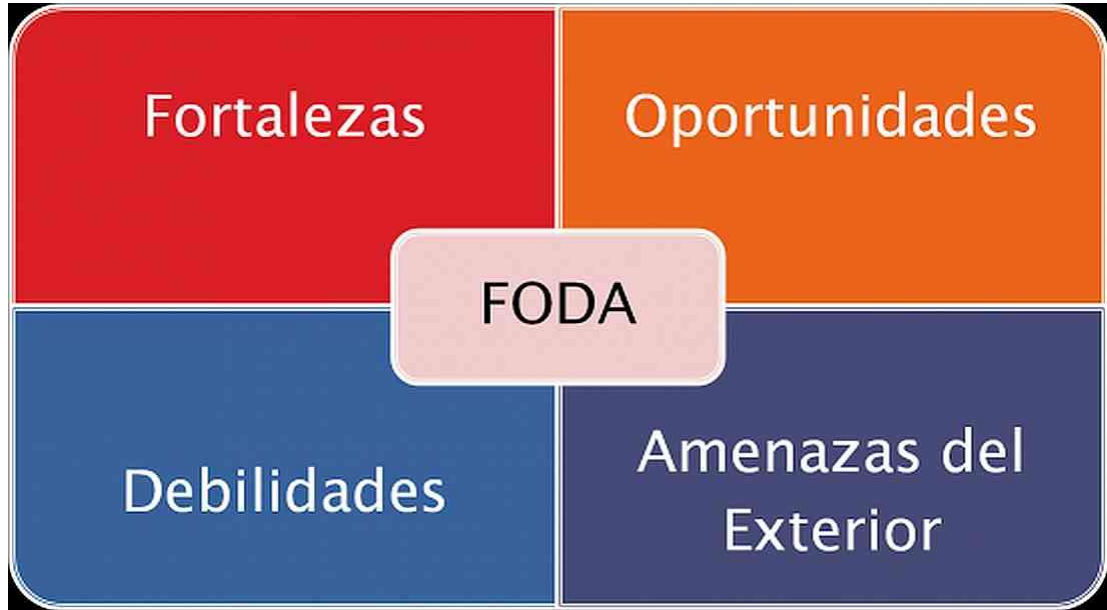 Fortalezas
Oportunidades
FODA
Debilidades
Amenazas del
Exterior